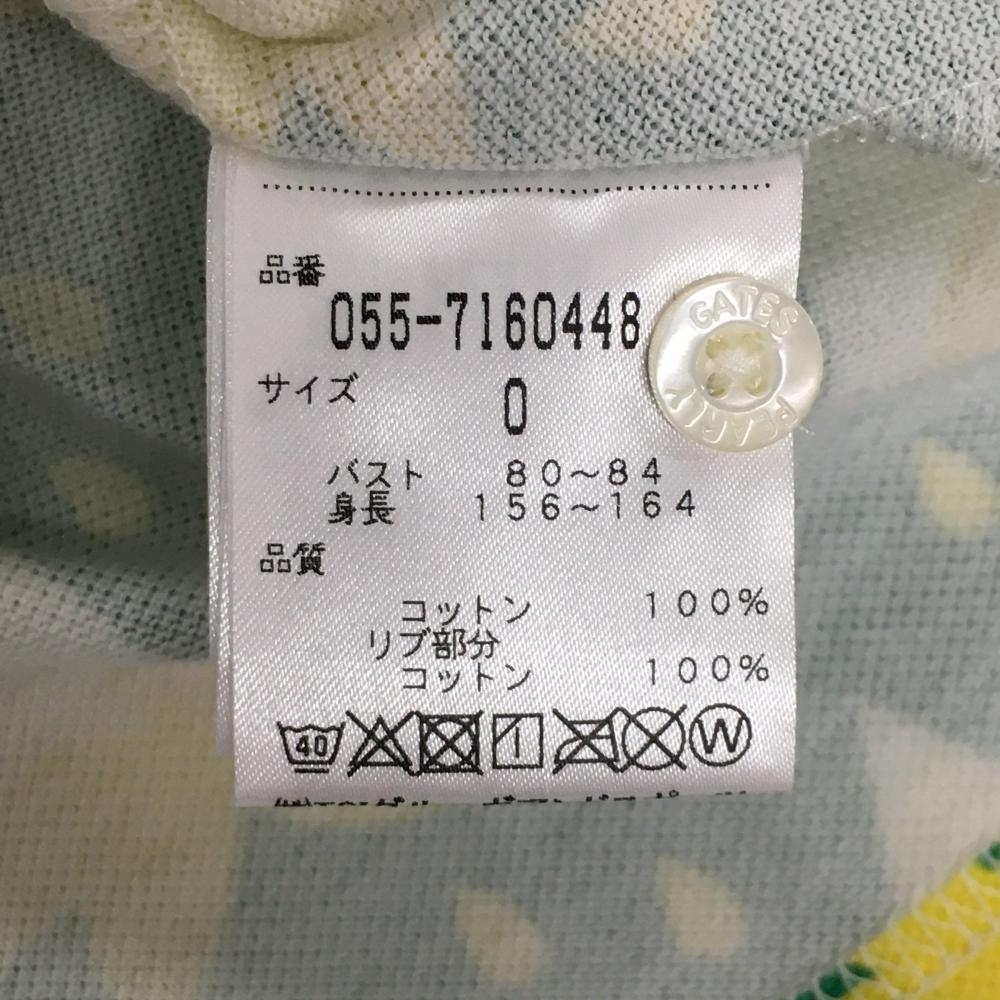 品番
055-7160448
サイズ
0
バスト 80~84
身長 156~164
品質
コットン 100%
リブ部分
コットン 100%
40
1
W
GATES
PEARLY